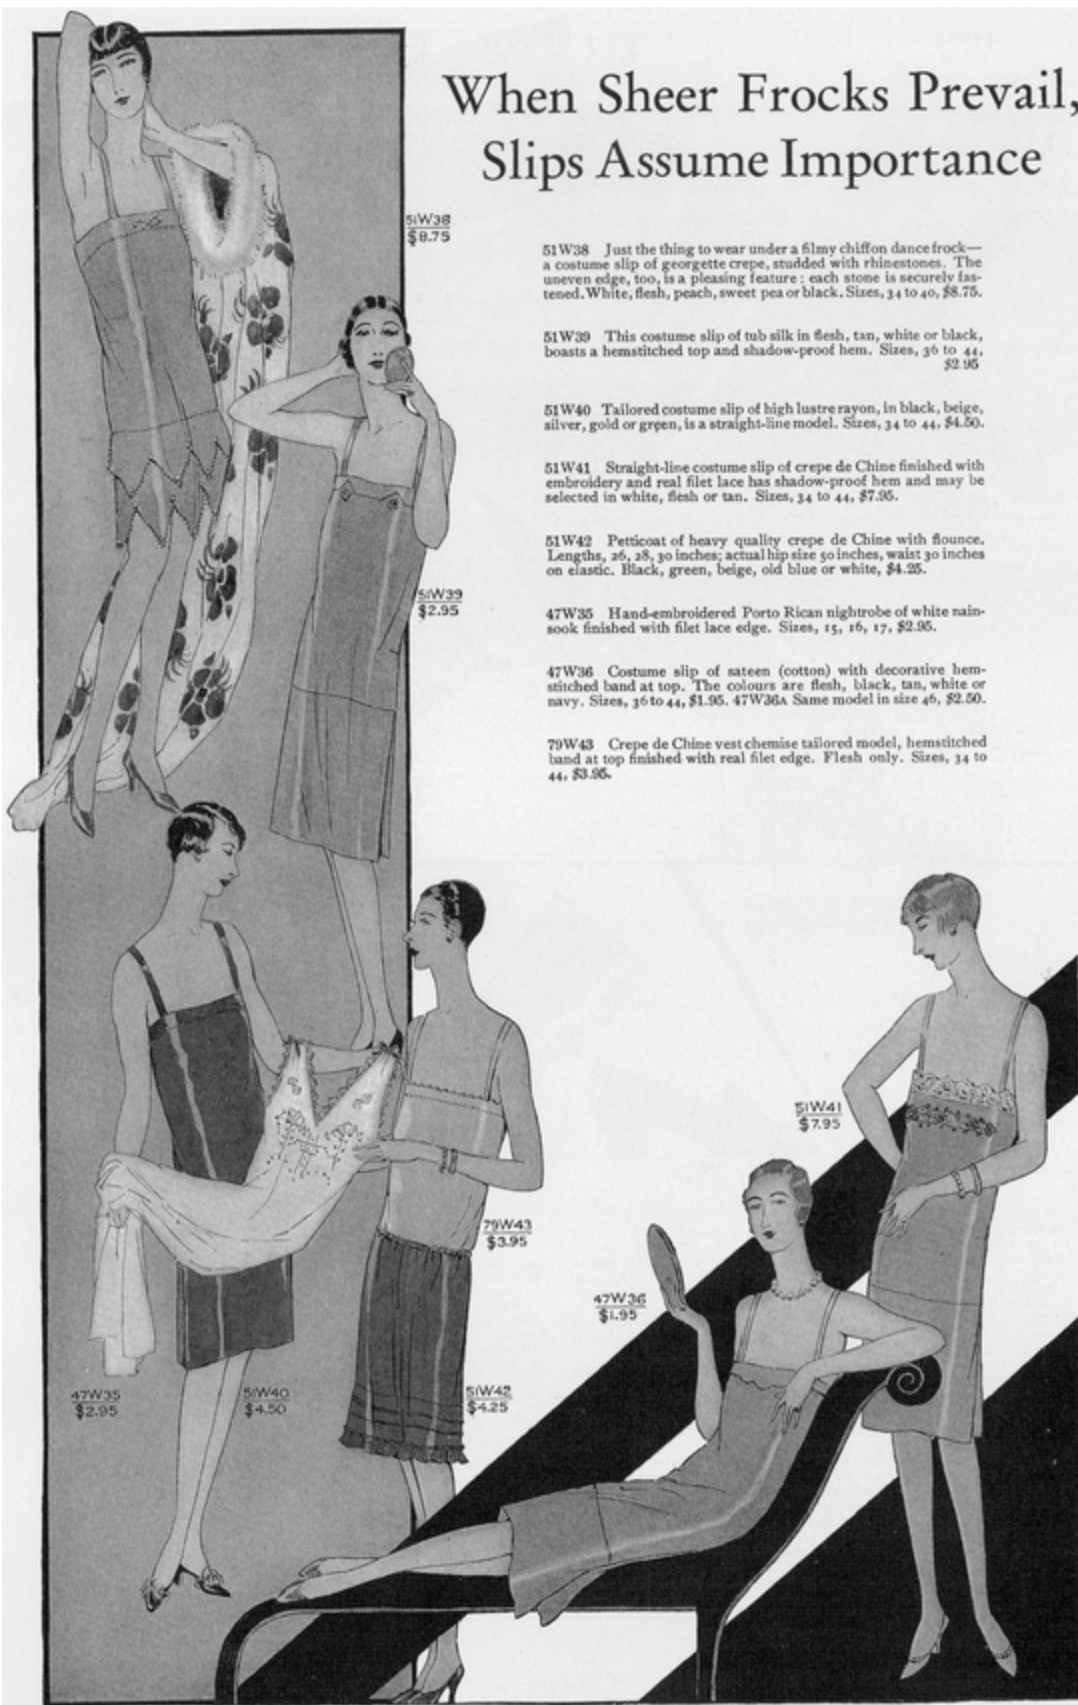 When Sheer Frocks Prevail,
Slips Assume Importance
51W38
$8.75
51W38 Just the thing to wear under a filmy chiffon dance frock—
a costume slip of georgette crepe, studded with rhinestones. The
uneven edge, too, is a pleasing feature : each stone is securely fas-
tened. White, flesh, peach, sweet pea or black. Sizes, 34 to 40, $8.75.
51W39 This costume slip of tub silk in flesh, tan, white or black,
boasts a hemstitched top and shadow-proof hem. Sizes, 36 to 44,
$2.95
51W40 Tailored costume slip of high lustre rayon, in black, beige,
silver, gold or green, is a straight-line model. Sizes, 34 to 44, $4.50.
51W41 Straight-line costume slip of crepe de Chine finished with
embroidery and real filet lace has shadow-proof hem and may be
selected in white, flesh or tan. Sizes, 34 to 44, $7.95.
51W42 Petticoat of heavy quality crepe de Chine with flounce.
Lengths, 26, 28, 30 inches; actual hip size 50 inches, waist 30 inches
on elastic. Black, green, beige, old blue or white, $4.25.
47W35 Hand-embroidered Porto Rican nightrobe of white nain-
sook finished with filet lace edge. Sizes, 15, 16, 17, $2.95.
47W36 Costume slip of sateen (cotton) with decorative hem-
stitched band at top. The colours are flesh, black, tan, white or
navy. Sizes, 36 to 44, $1.95. 47W36A Same model in size 46, $2.50.
79W43 Crepe de Chine vest chemise tailored model, hemstitched
band at top finished with real filet edge. Flesh only. Sizes, 34 to
44, $3.95.
51W39
$2.95
51W41
$7.95
79W43
$3.95
47W36
$1.95
47W35
$2.95
51W40
$4.50
51W42
$4.25